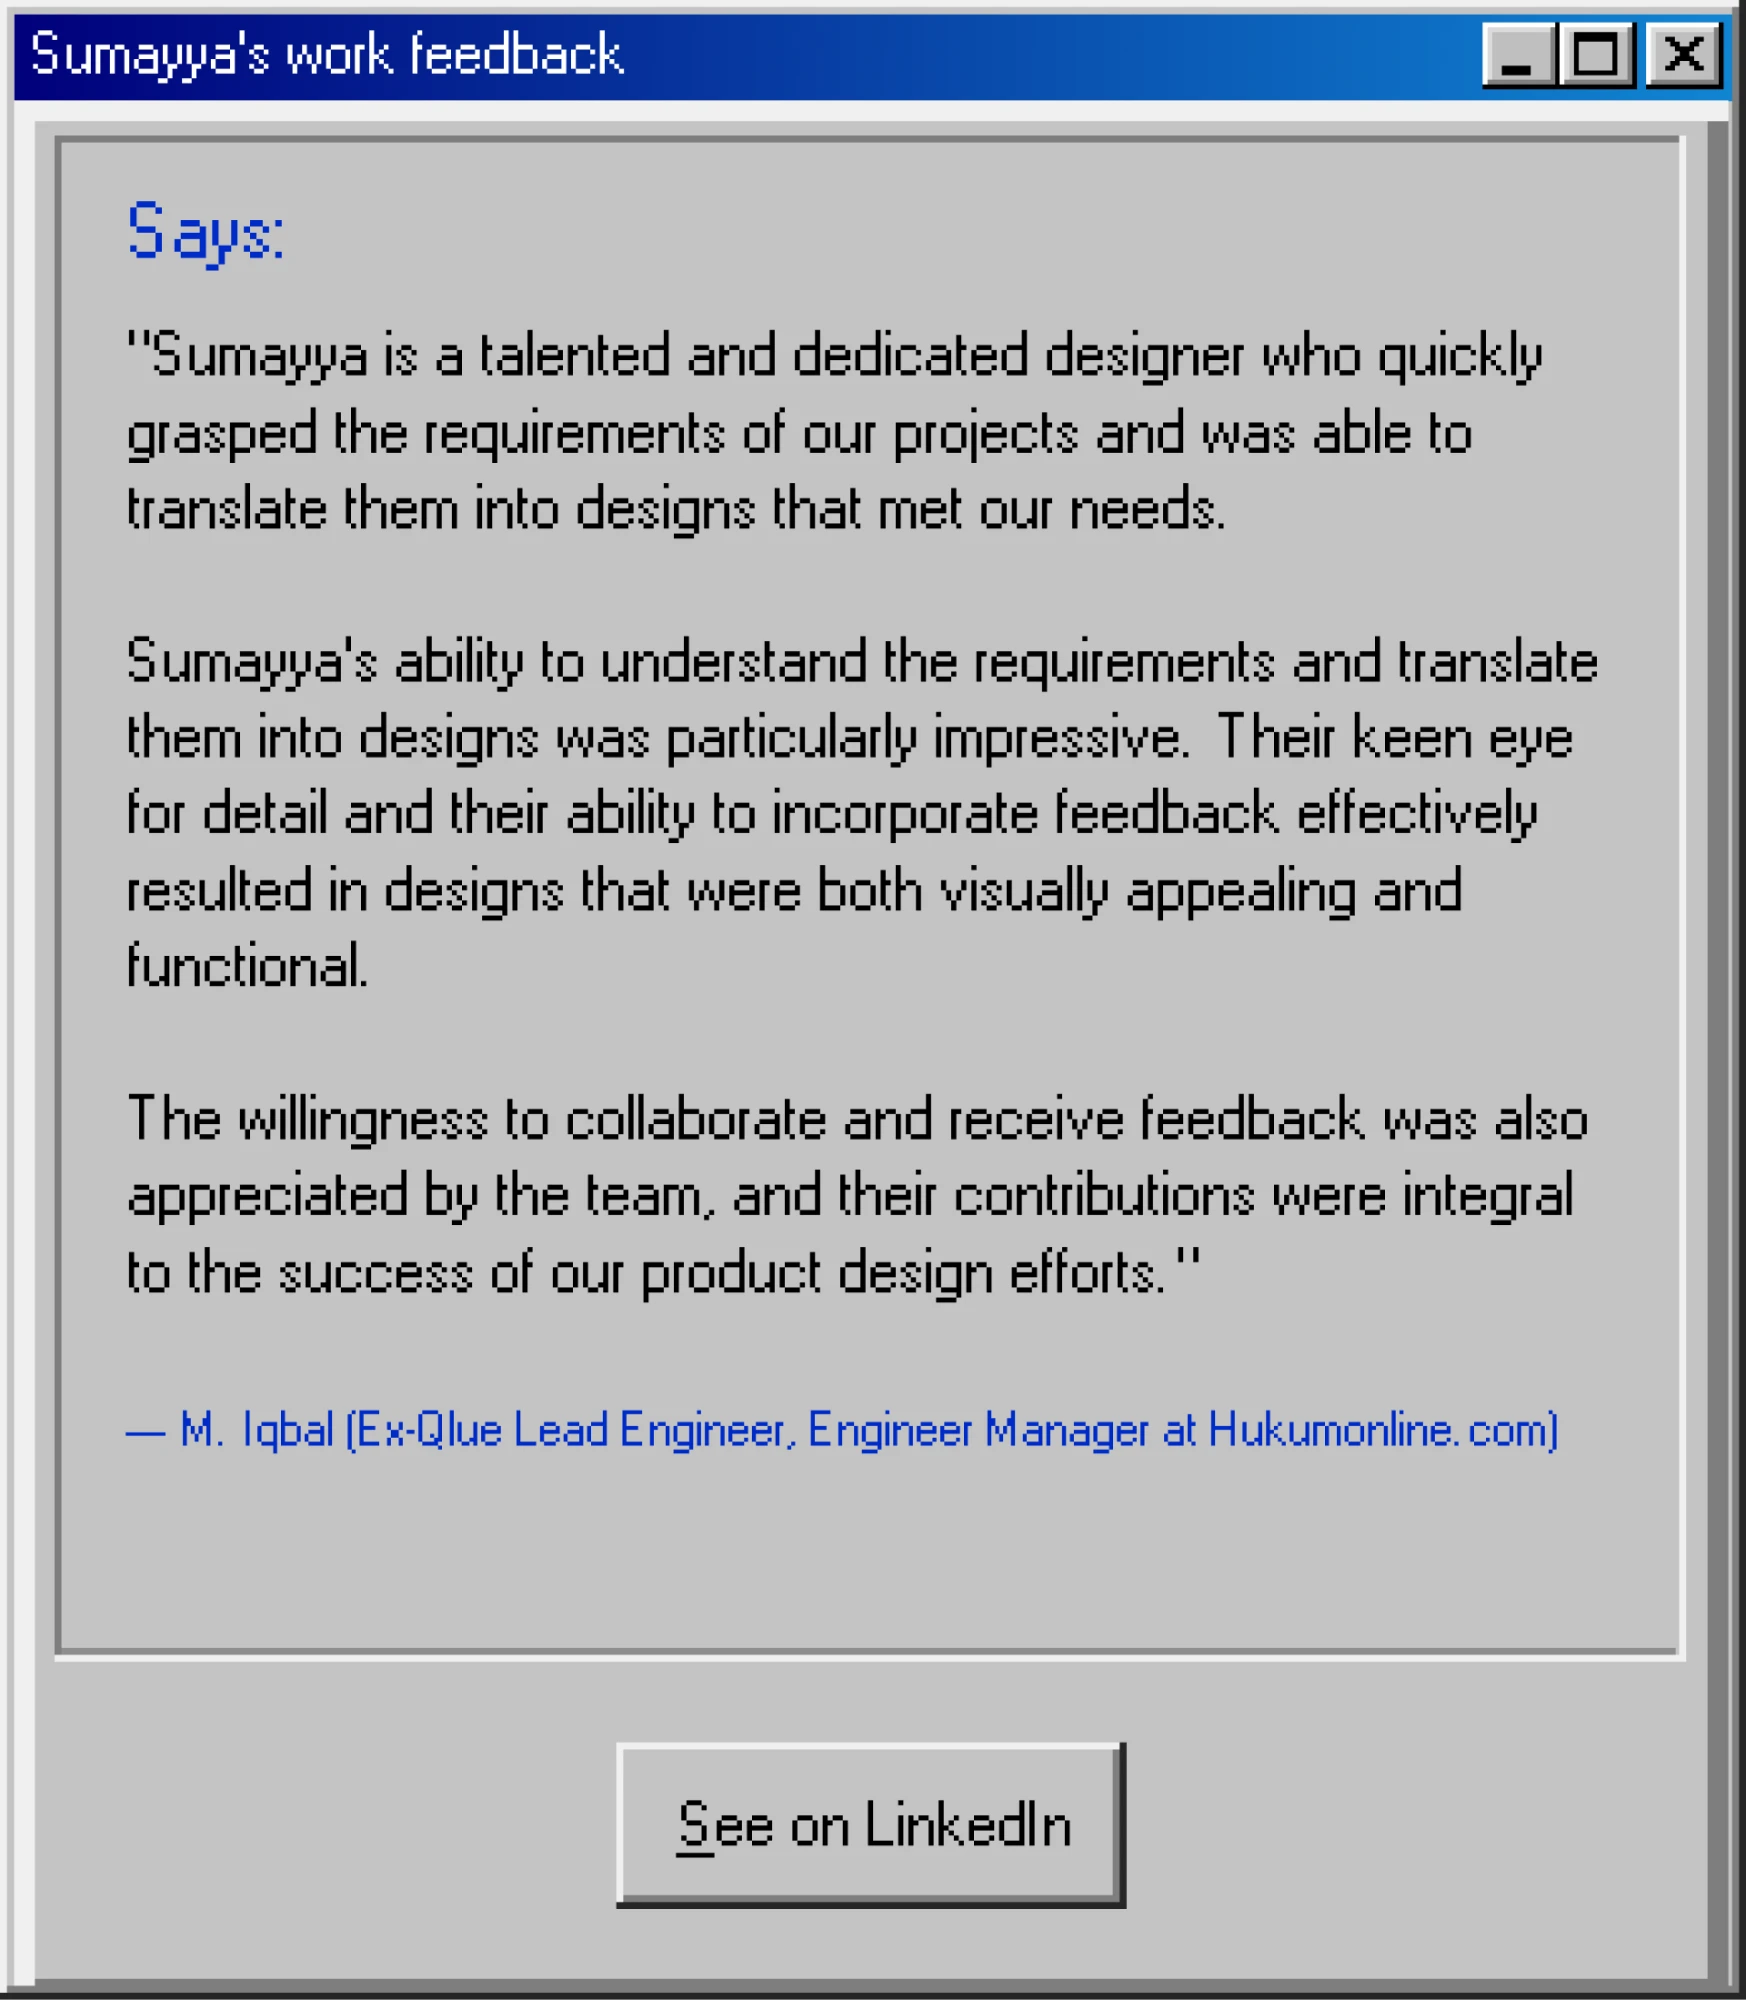 Sumayya's work feedback
Says:
"Sumayya is a talented and dedicated designer who quickly
grasped the requirements of our projects and was able to
translate them into designs that met our needs.
Sumayya's ability to understand the requirements and translate
them into designs was particularly impressive. Their keen eye
for detail and their ability to incorporate feedback effectively
resulted in designs that were both visually appealing and
functional.
The willingness to collaborate and receive feedback was also
appreciated by the team, and their contributions were integral
to the success of our product design efforts."
— M. Iqbal (Ex-Qlue Lead Engineer, Engineer Manager at Hukumonline.com)
See on LinkedIn